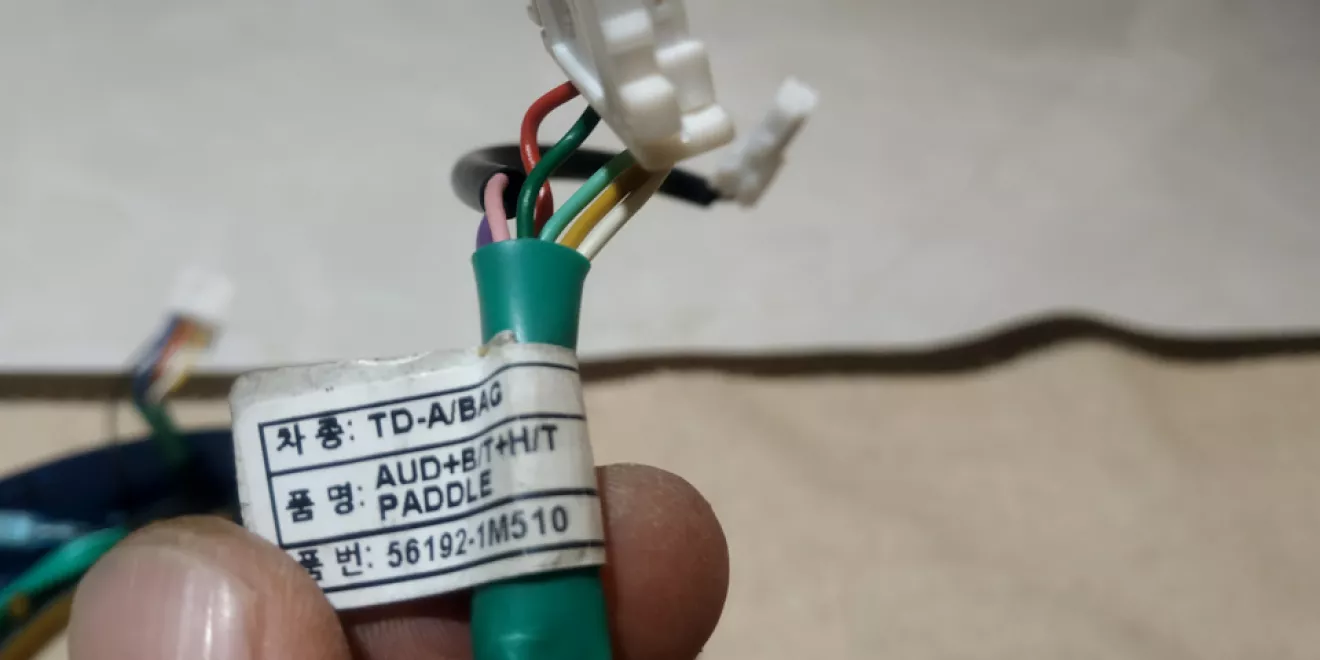 차 종: TD-A/BAG
품 명: AUD+B/T+H/T
PADDLE
품 번: 56192-1M510